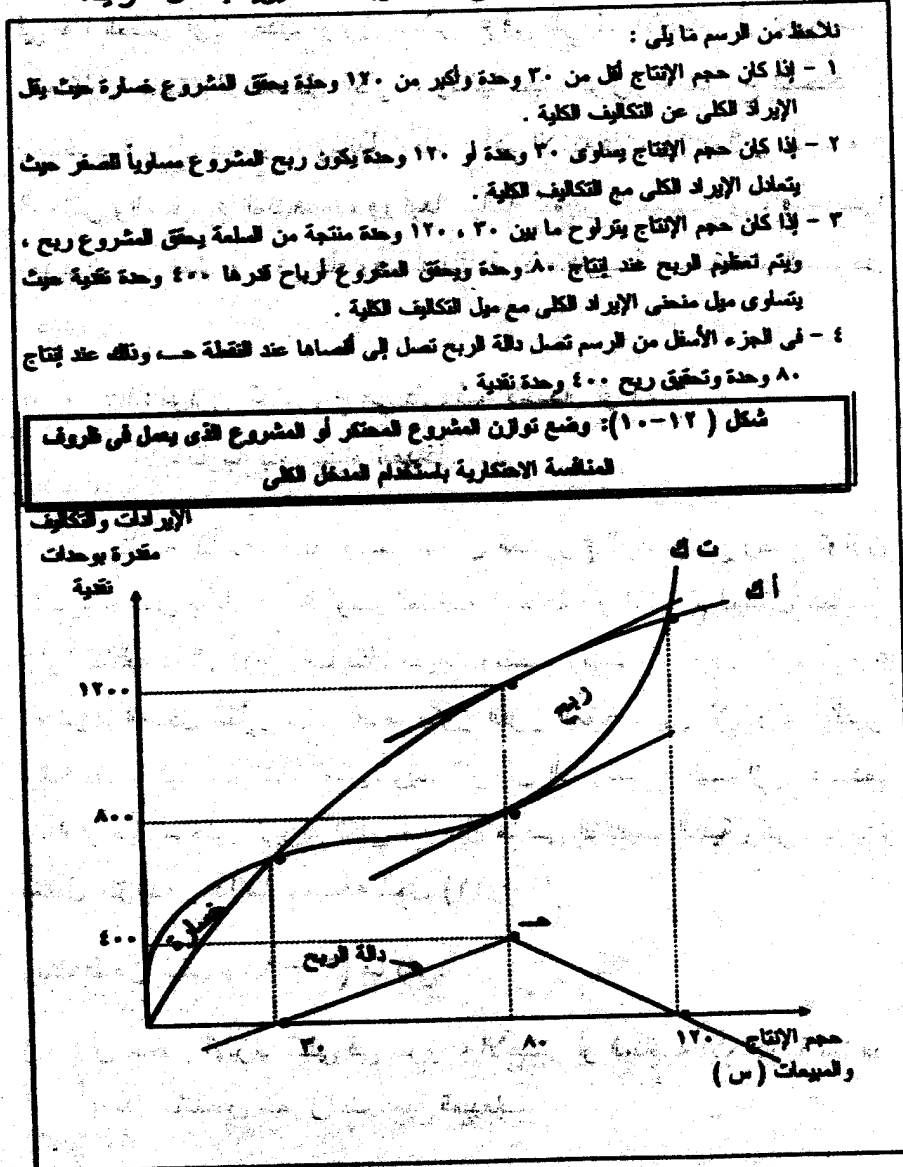 نلاحظ من الرسم ما يلى :
١ - إذا كان حجم الإنتاج أقل من ٣٠ وحدة وأكبر من ١٢٠ وحدة يحقق المشروع خسارة حيث يقل
الإيراد الكلى عن التكاليف الكلية .
٢ - إذا كان حجم الإنتاج يساوى ٣٠ وحدة أو ١٢٠ وحدة يكون ربح المشروع مساوياً للصفر حيث
يتعادل الإيراد الكلى مع التكاليف الكلية .
٣ - إذا كان حجم الإنتاج يتراوح ما بين ٣٠ ، ١٢٠ وحدة منتجة من السلعة يحقق المشروع ربح ،
ويتم تعظيم الربح عند إنتاج ٨٠ وحدة ويحقق المشروع أرباح قدرها ٤٠٠ وحدة نقدية حيث
يتساوى ميل منحنى الإيراد الكلى مع ميل التكاليف الكلية .
٤ - فى الجزء الأسفل من الرسم تصل دالة الربح تصل إلى أقصاها عند النقطة حـ، وذلك عند إنتاج
٨٠ وحدة وتحقيق ربح ٤٠٠ وحدة نقدية .
شكل ( ١٢-١٠): وضع توازن المشروع المحتكر أو المشروع الذى يعمل فى ظروف
المنافسة الاحتكارية باستخدام المدخل الكلى
الإيرادات والتكاليف
مقدرة بوحدات
نقدية
ت ك
أ ك
١٢٠٠
ربح
٨٠٠
خسارة
٤٠٠
حـ
دالة الربح
٣٠
٨٠
١٢٠
حجم الإنتاج
والمبيعات ( س )